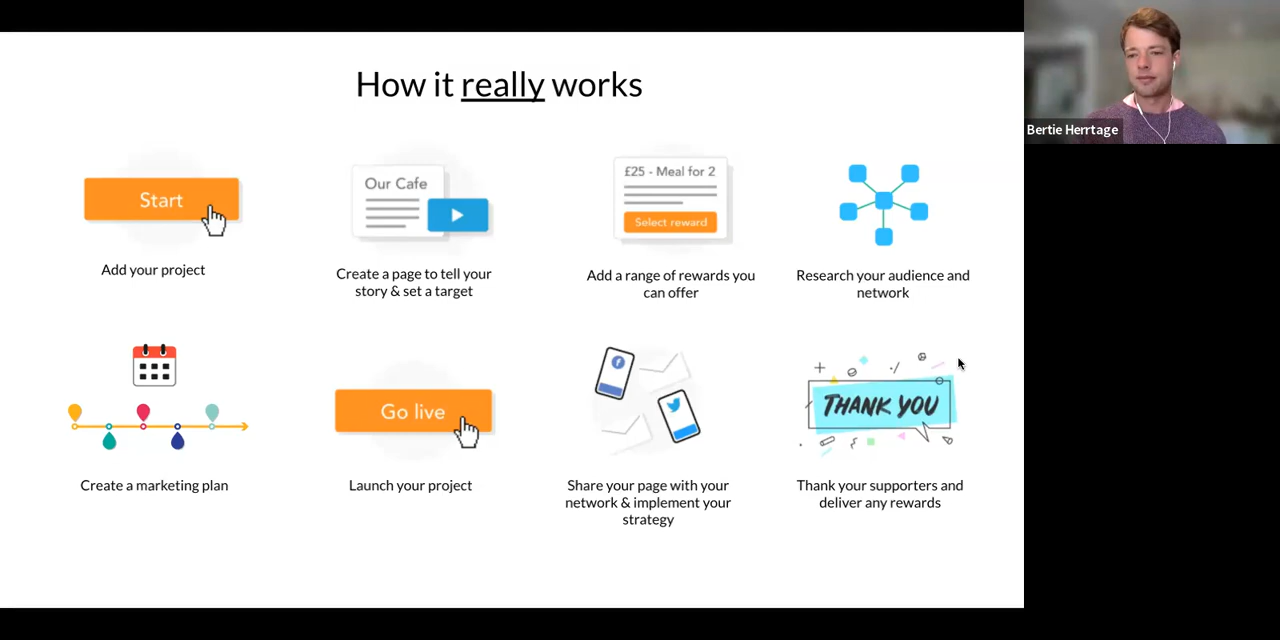 How it really works
Bertie Herrtage
Start
Add your project
Our Cafe
Create a page to tell your
story & set a target
£25 - Meal for 2
Select reward
Add a range of rewards you
can offer
Research your audience and
network
Create a marketing plan
Go live
Launch your project
f
Share your page with your
network & implement your
strategy
THANK YOU
Thank your supporters and
deliver any rewards